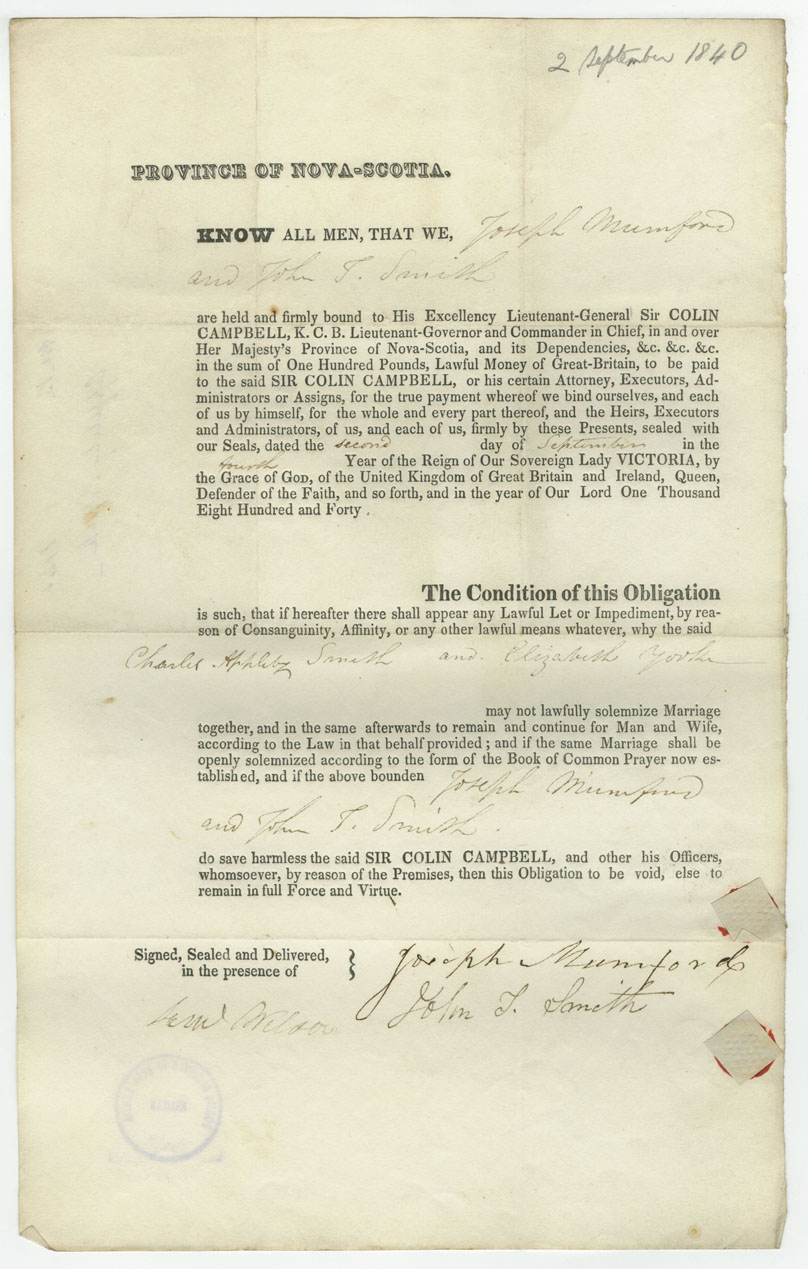 2 September 1840
PROVINCE OF NOVA-SCOTIA.
KNOW ALL MEN, THAT WE, Joseph Mumford
and John T. Smith
are held and firmly bound to His Excellency Lieutenant-General Sir COLIN
CAMPBELL, K. C. B. Lieutenant-Governor and Commander in Chief, in and over
Her Majesty's Province of Nova-Scotia, and its Dependencies, &c. &c. &c.
in the sum of One Hundred Pounds, Lawful Money of Great-Britain, to be paid
to the said SIR COLIN CAMPBELL, or his certain Attorney, Executors, Ad-
ministrators or Assigns, for the true payment whereof we bind ourselves, and each
of us by himself, for the whole and every part thereof, and the Heirs, Executors
and Administrators, of us, and each of us, firmly by these Presents, sealed with
our Seals, dated the second day of September in the
fourth Year of the Reign of Our Sovereign Lady VICTORIA, by
the Grace of GOD, of the United Kingdom of Great Britain and Ireland, Queen,
Defender of the Faith, and so forth, and in the year of Our Lord One Thousand
Eight Hundred and Forty .
The Condition of this Obligation
is such, that if hereafter there shall appear any Lawful Let or Impediment, by rea-
son of Consanguinity, Affinity, or any other lawful means whatever, why the said
Charles Appleby Smith and Elizabeth
may not lawfully solemnize Marriage
together, and in the same afterwards to remain and continue for Man and Wife,
according to the Law in that behalf provided ; and if the same Marriage shall be
openly solemnized according to the form of the Book of Common Prayer now es-
tablished, and if the above bounden Joseph Mumford
and John T. Smith.
do save harmless the said SIR COLIN CAMPBELL, and other his Officers,
whomsoever, by reason of the Premises, then this Obligation to be void, else to
remain in full Force and Virtue.
Signed, Sealed and Delivered, } Joseph Mumford
in the presence of
John T. Smith
Wilson